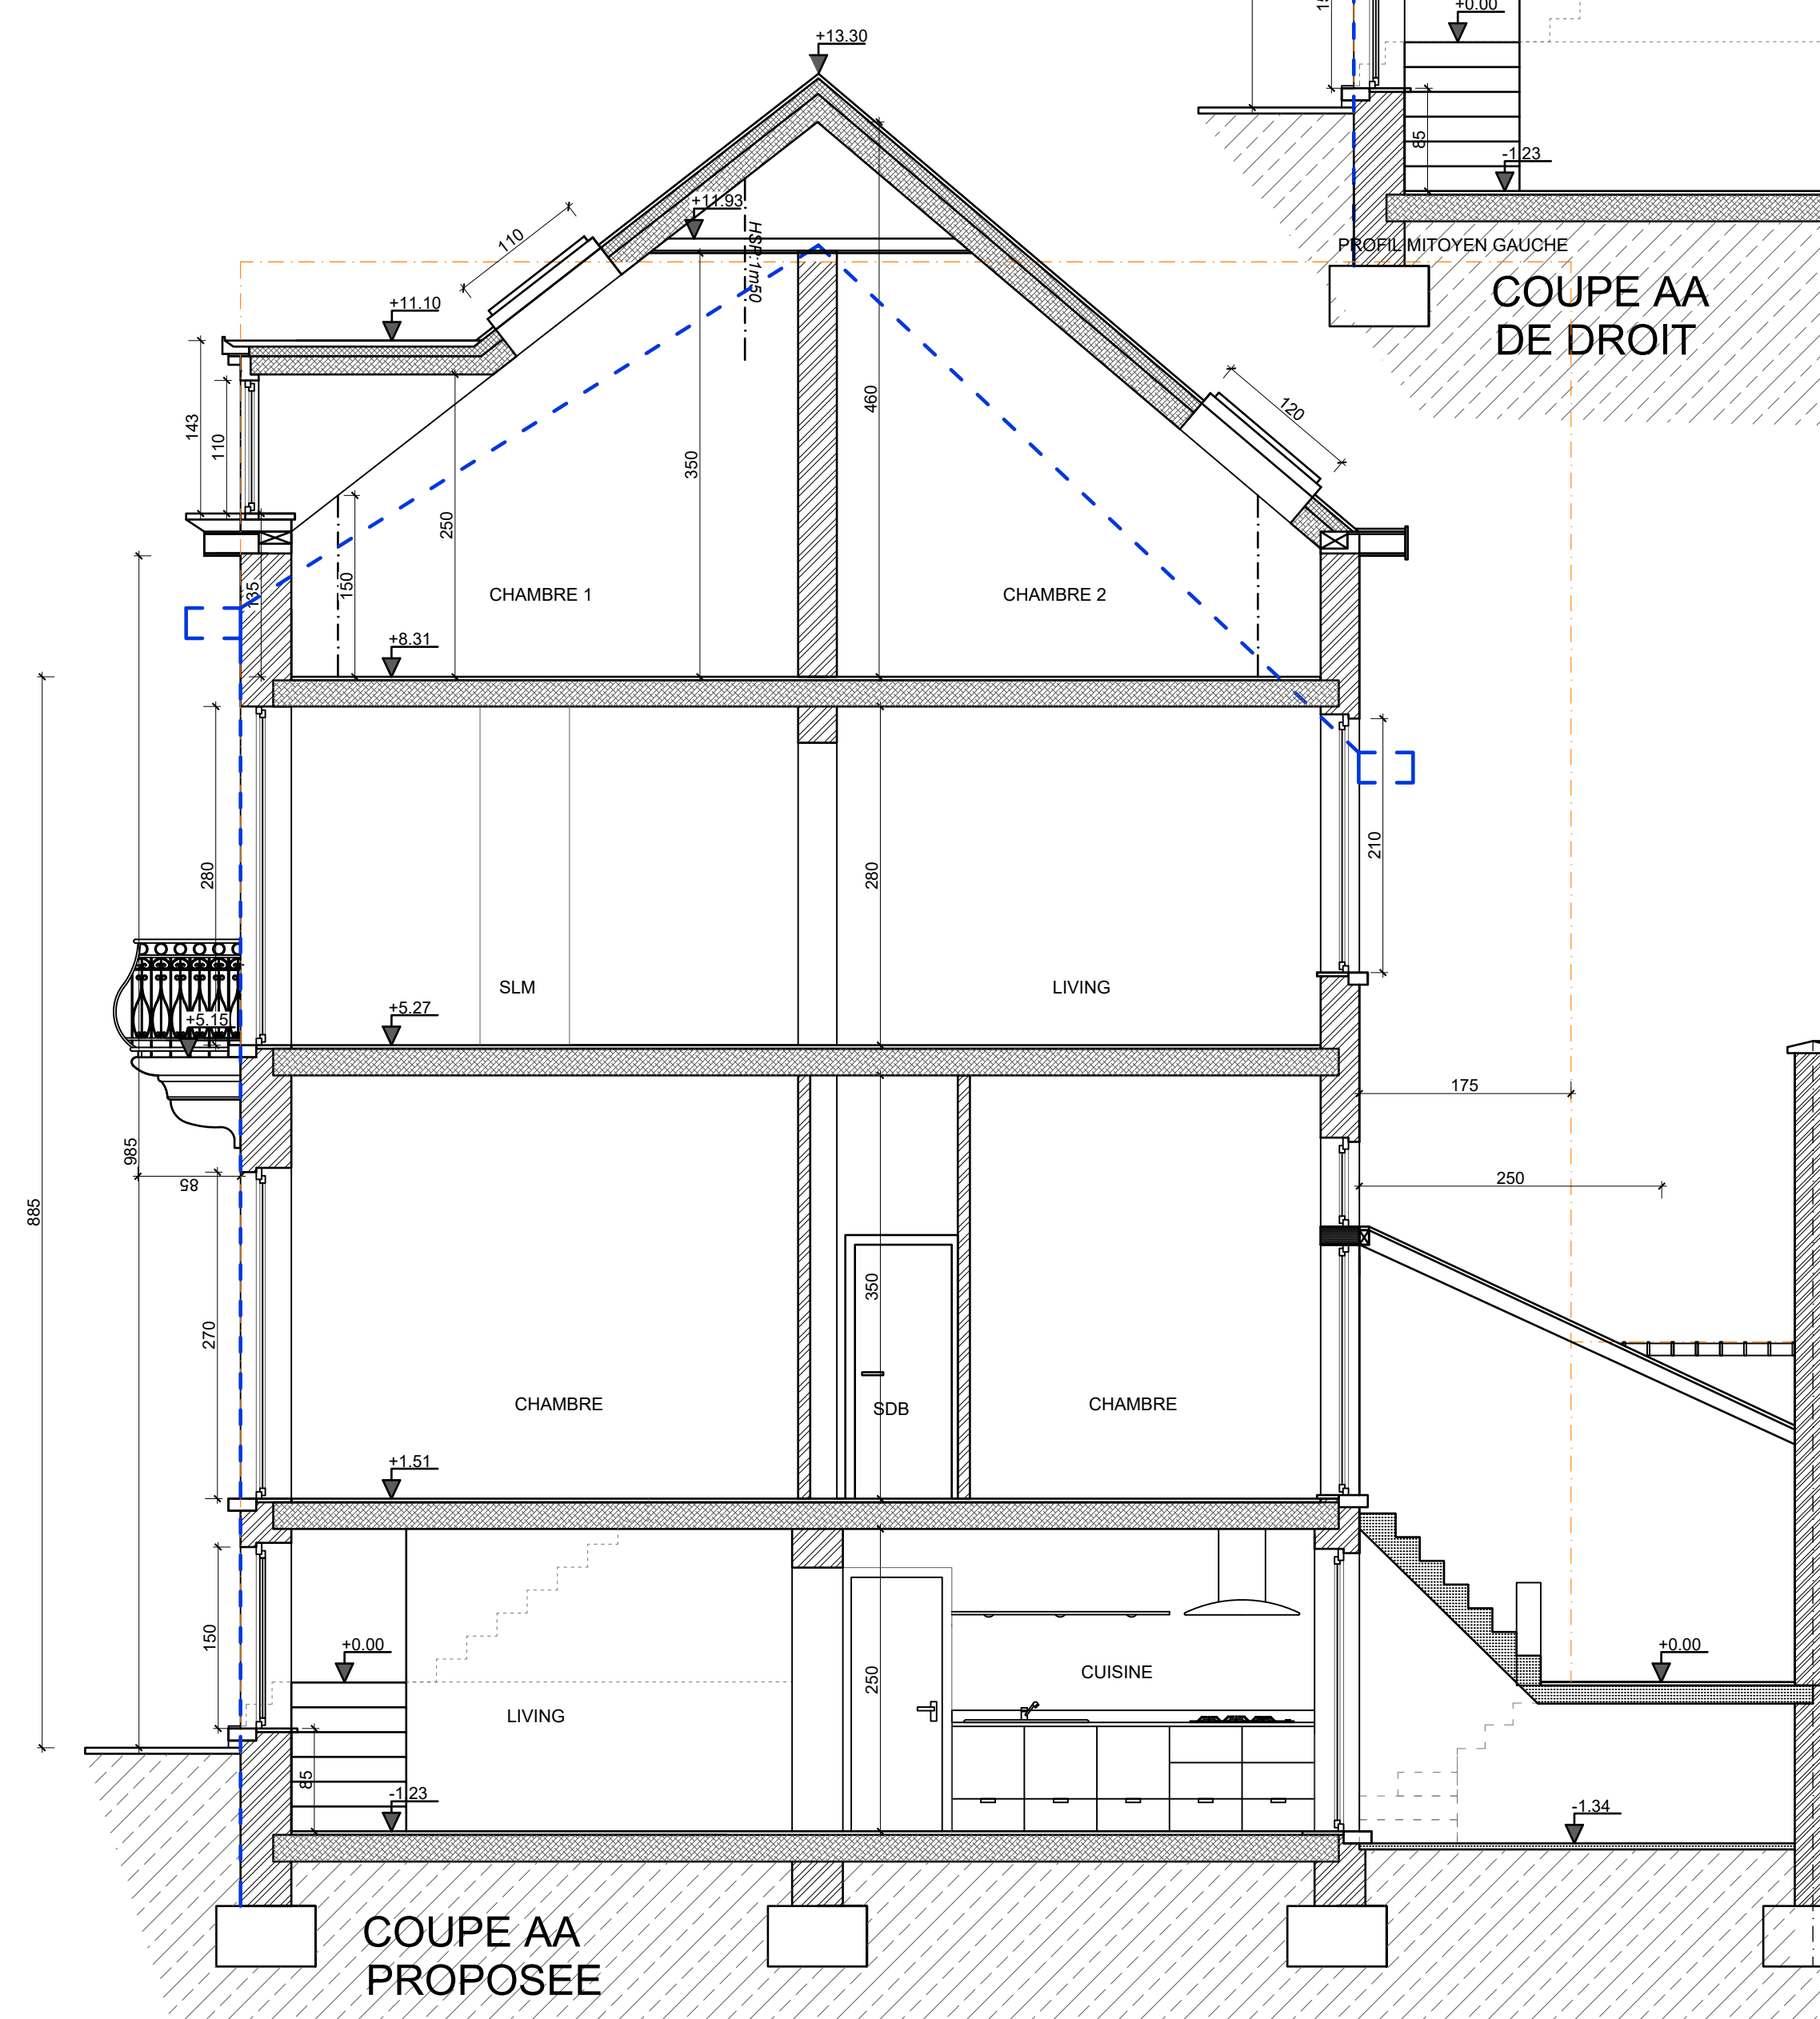 +13.30
15
+0.00
85
-1.23
PROFIL MITOYEN GAUCHE
COUPE AA
DE DROIT
110
+11.93
HSP:1m50
+11.10
143
110
120
460
350
250
135
150
CHAMBRE 1
CHAMBRE 2
+8.31
280
280
210
SLM
LIVING
+5.15
+5.27
175
985
85
250
885
270
350
CHAMBRE
SDB
CHAMBRE
+1.51
150
+0.00
250
CUISINE
+0.00
LIVING
85
-1.23
-1.34
COUPE AA
PROPOSEE